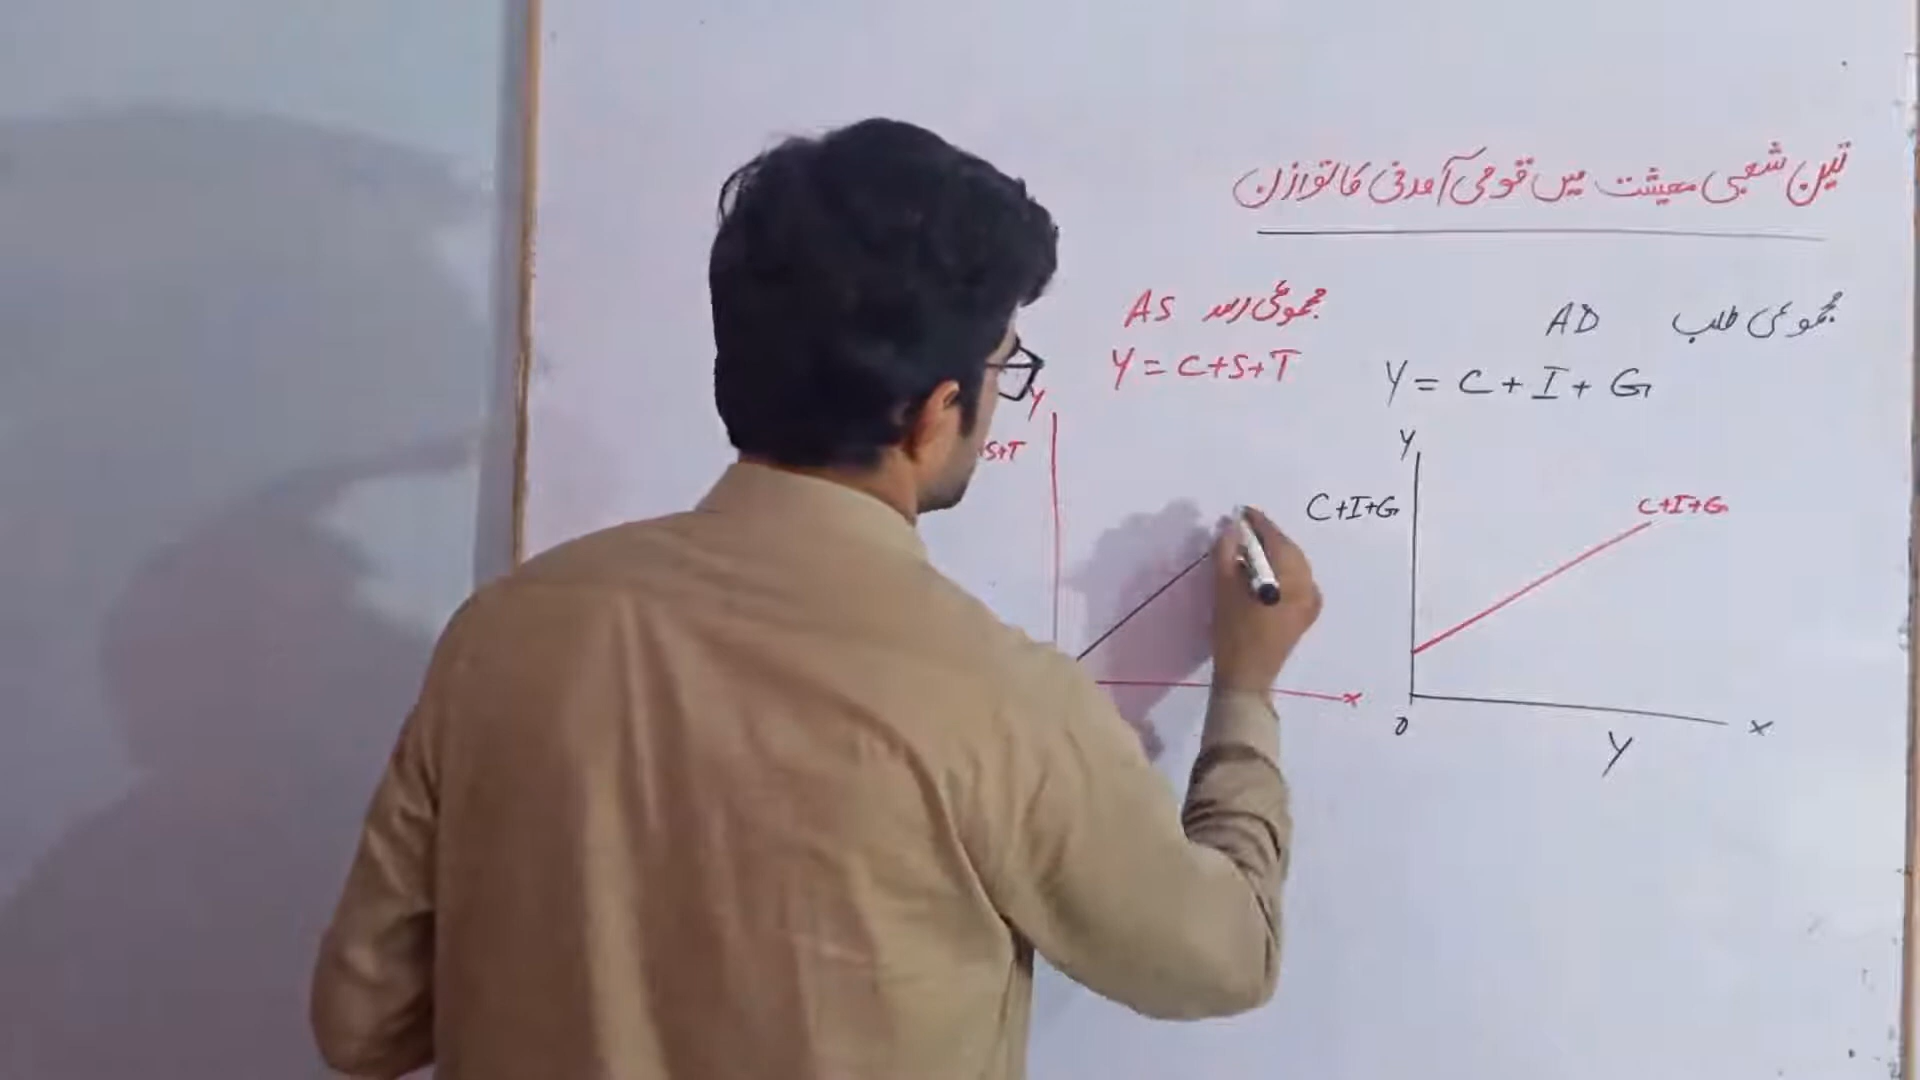 تین شعبی معیشت میں قومی آمدنی کا توازن
مجموعی طلب AD
Y = C + I + G
مجموعی رسد AS
Y = C+S+T
Y
C+I+G
C+I+G
0
Y
x
Y
+S+T
x